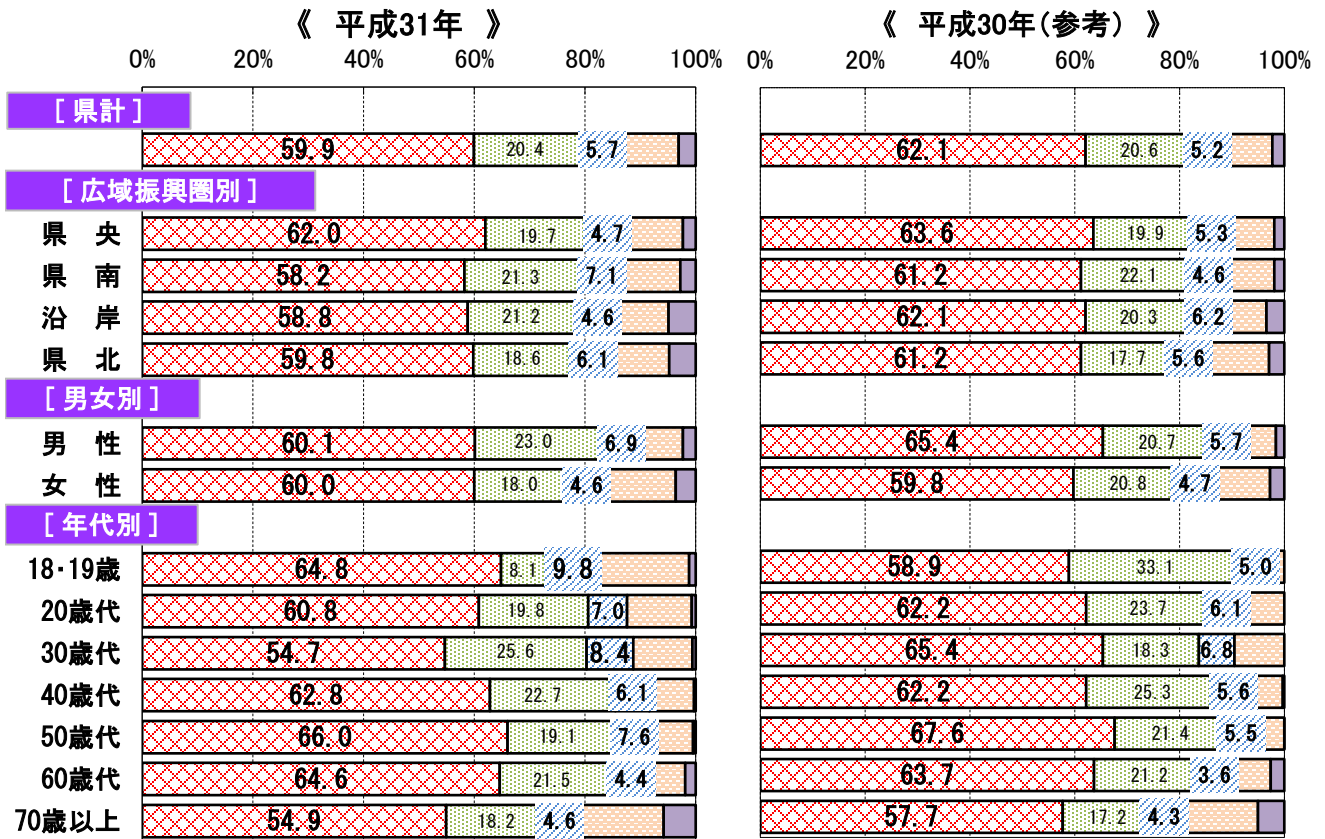 《 平成31年 》 《 平成30年(参考) 》
0% 20% 40% 60% 80% 100% 0% 20% 40% 60% 80% 100%
[ 県計 ]
59.9 20.4 5.7 62.1 20.6 5.2
[ 広域振興圏別 ]
県 央 62.0 19.7 4.7 63.6 19.9 5.3
県 南 58.2 21.3 7.1 61.2 22.1 4.6
沿 岸 58.8 21.2 4.6 62.1 20.3 6.2
県 北 59.8 18.6 6.1 61.2 17.7 5.6
[ 男女別 ]
男 性 60.1 23.0 6.9 65.4 20.7 5.7
女 性 60.0 18.0 4.6 59.8 20.8 4.7
[ 年代別 ]
18・19歳 64.8 8.1 9.8 58.9 33.1 5.0
20歳代 60.8 19.8 7.0 62.2 23.7 6.1
30歳代 54.7 25.6 8.4 65.4 18.3 6.8
40歳代 62.8 22.7 6.1 62.2 25.3 5.6
50歳代 66.0 19.1 7.6 67.6 21.4 5.5
60歳代 64.6 21.5 4.4 63.7 21.2 3.6
70歳以上 54.9 18.2 4.6 57.7 17.2 4.3